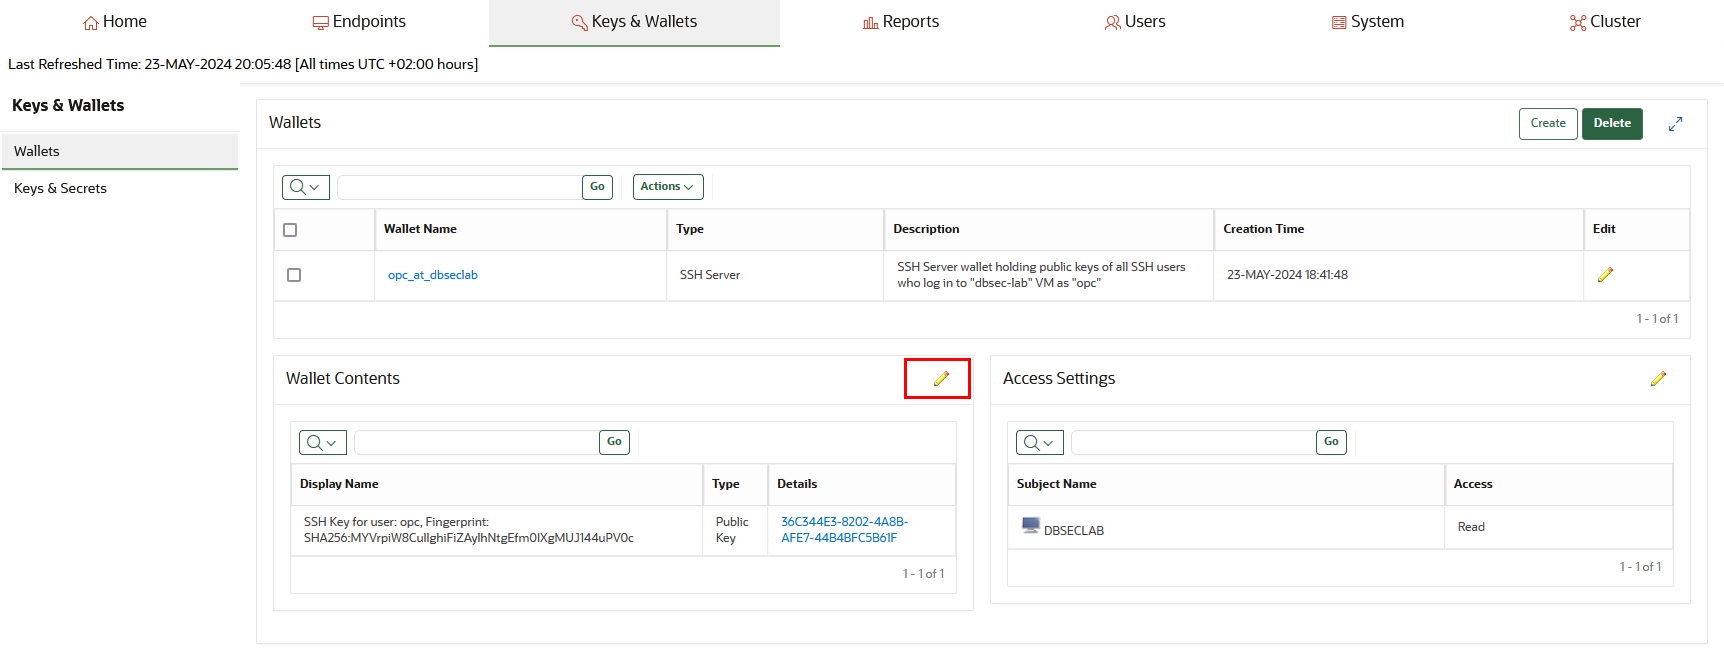 Home
Endpoints
Keys & Wallets
Reports
Users
System
Cluster
Last Refreshed Time: 23-MAY-2024 20:05:48 [All times UTC +02:00 hours]
Keys & Wallets
Wallets
Keys & Secrets
Wallets
Create
Delete
Go
Actions
Wallet Name
Type
Description
Creation Time
Edit
opc_at_dbseclab
SSH Server
SSH Server wallet holding public keys of all SSH users
who log in to "dbsec-lab" VM as "opc"
23-MAY-2024 18:41:48
1 - 1 of 1
Wallet Contents
Go
Display Name
Type
Details
SSH Key for user: opc, Fingerprint:
Public
Key
36C344E3-8202-4A8B-
AFE7-44B4BFC5B61F
1 - 1 of 1
Access Settings
Go
Subject Name
Access
DBSECLAB
Read
1 - 1 of 1